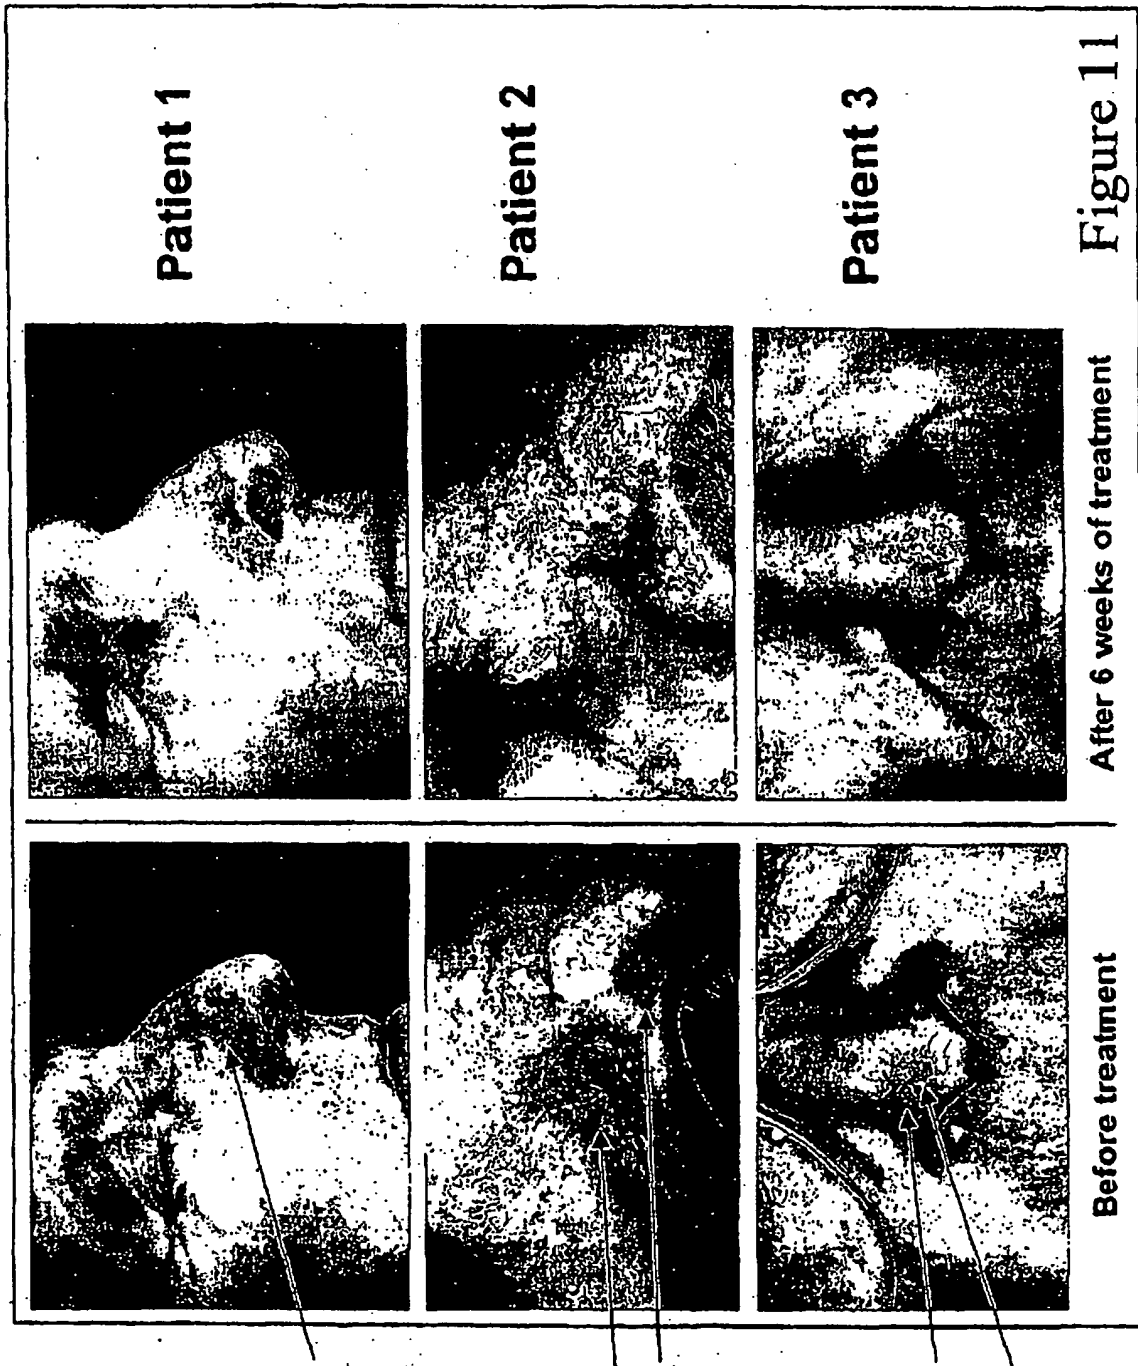 Patient 1
Patient 2
Patient 3
Before treatment
After 6 weeks of treatment
Figure 11